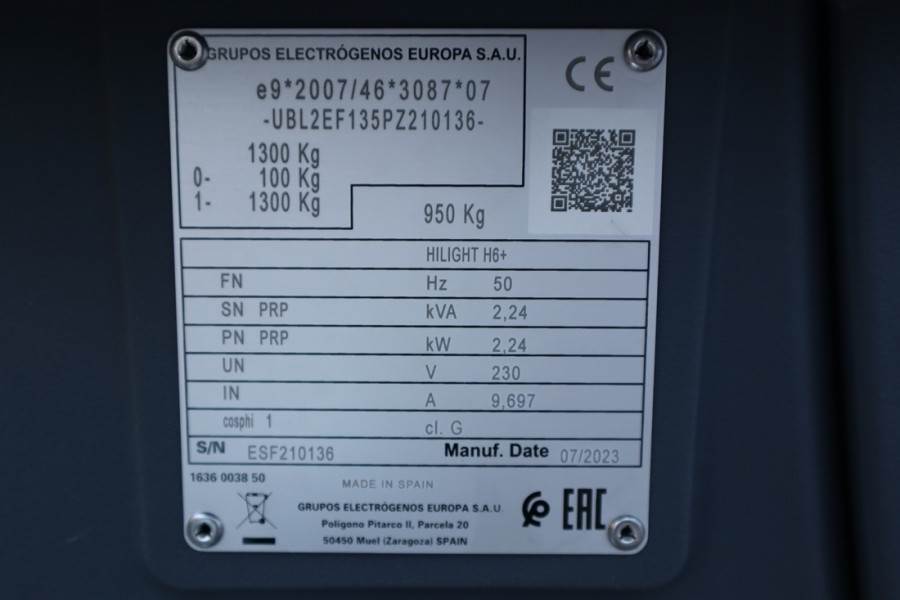 GRUPOS ELECTRÓGENOS EUROPA S.A.U.
e9*2007/46*3087*07
-UBL2EF135PZ210136-
1300 Kg
0- 100 Kg
1- 1300 Kg
950 Kg
CE
HILIGHT H6+
FN Hz 50
SN PRP kVA 2,24
PN PRP kW 2,24
UN V 230
IN A 9,697
cosphi 1 cl. G
S/N ESF210136 Manuf. Date 07/2023
1636 0038 50
MADE IN SPAIN
GRUPOS ELECTRÓGENOS EUROPA S.A.U
Polígono Pitarco II, Parcela 20
50450 Muel (Zaragoza) SPAIN
EAC